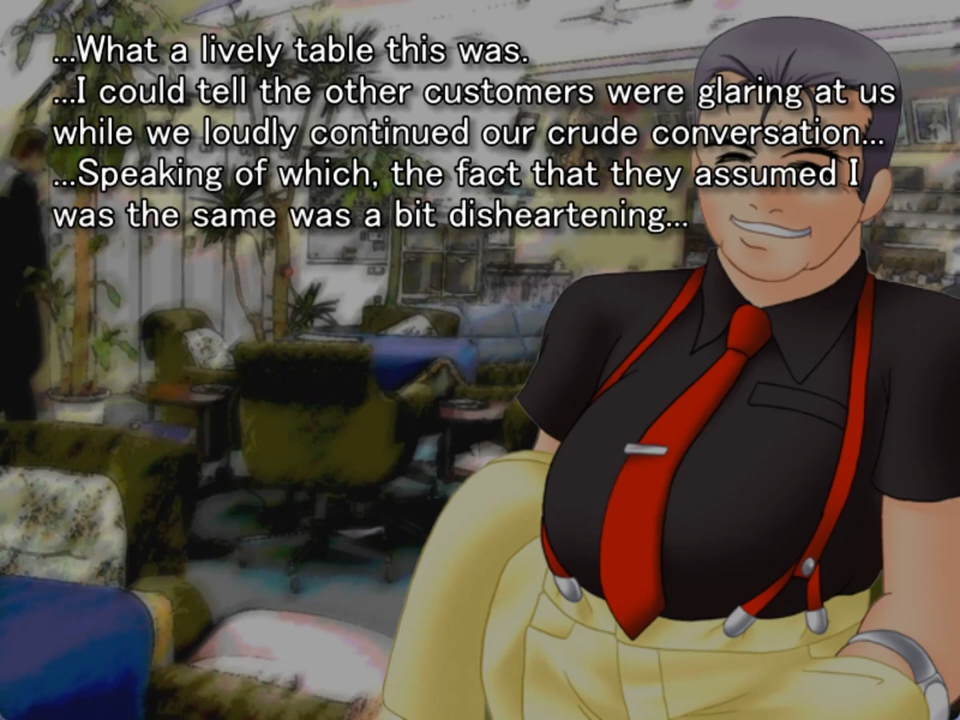 ...What a lively table this was.
...I could tell the other customers were glaring at us
while we loudly continued our crude conversation...
...Speaking of which, the fact that they assumed I
was the same was a bit disheartening...